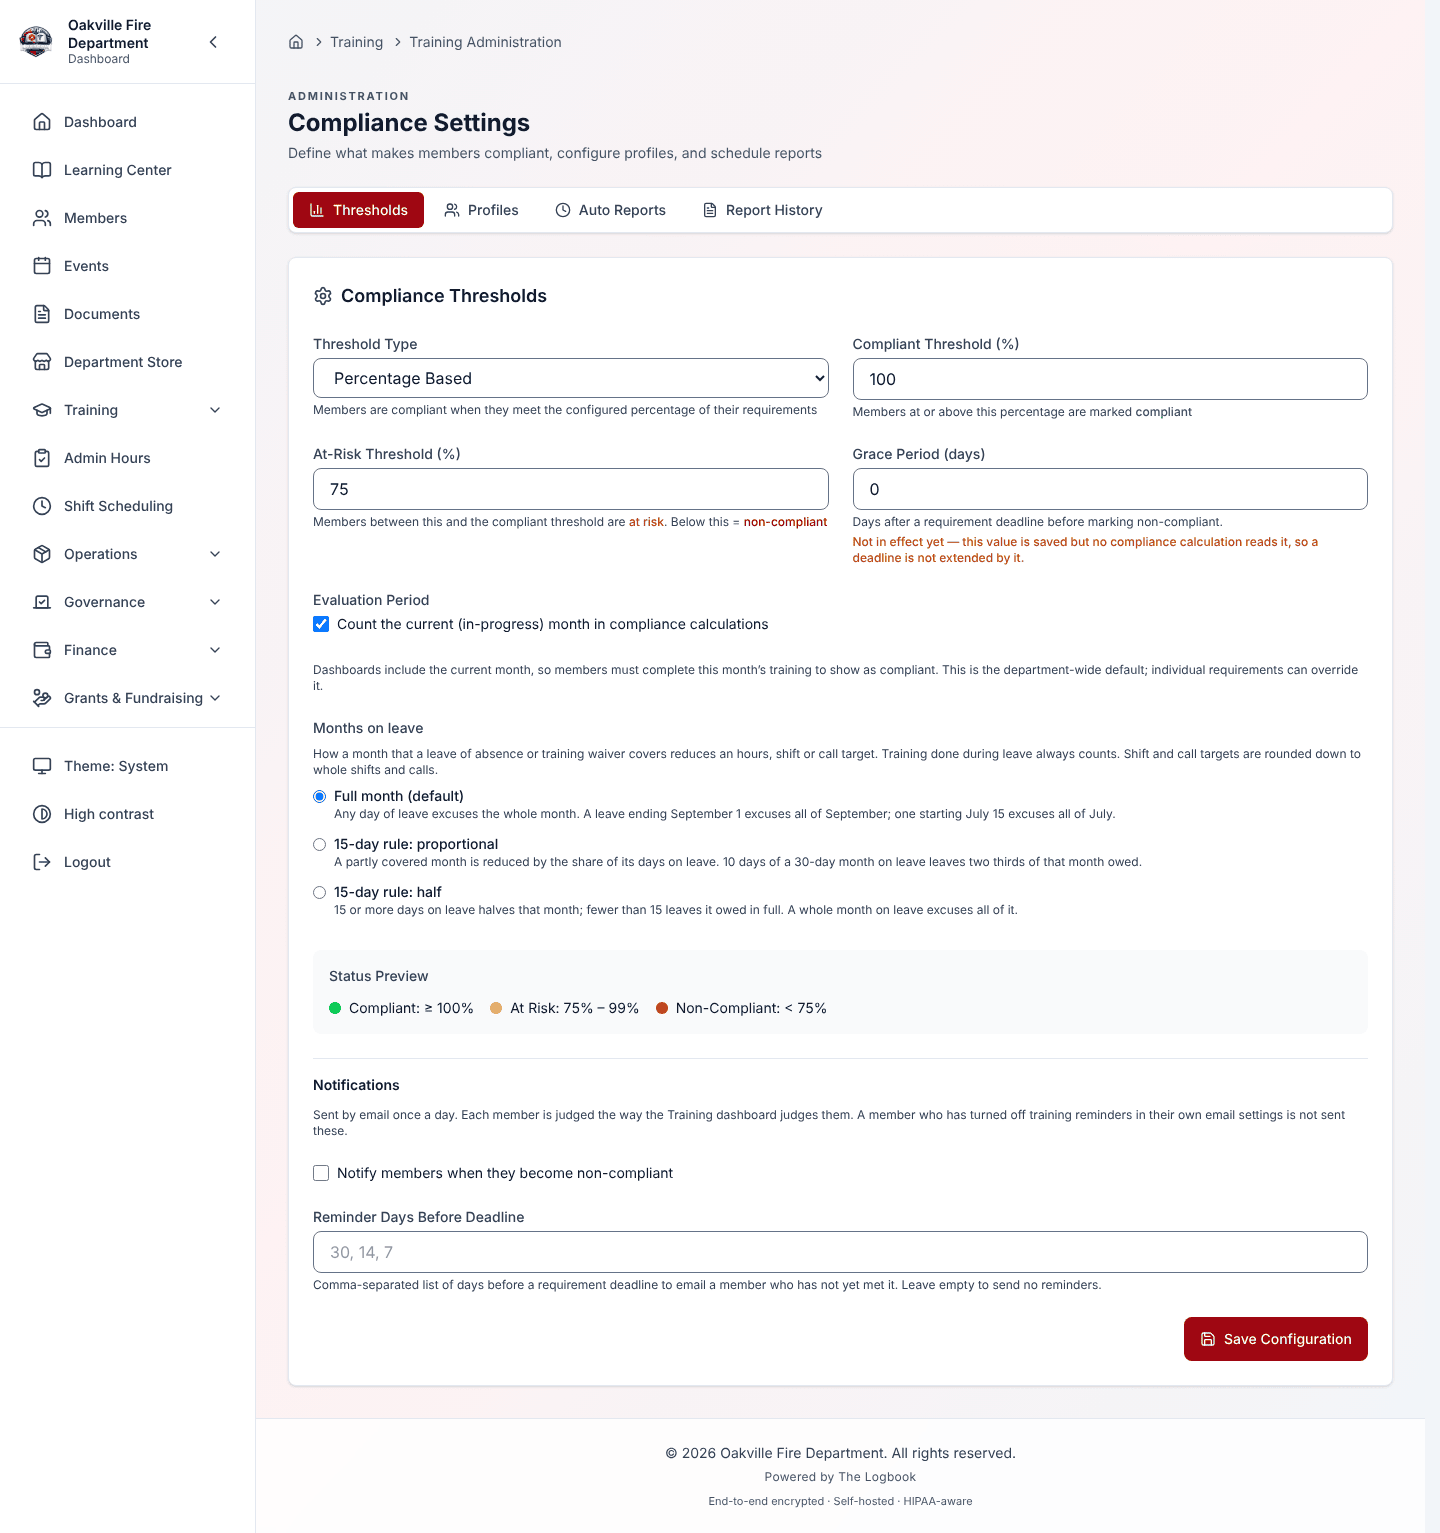 Oakville Fire
Department
Dashboard
Dashboard
Learning Center
Members
Events
Documents
Department Store
Training
Admin Hours
Shift Scheduling
Operations
Governance
Finance
Grants & Fundraising
Theme: System
High contrast
Logout
Training
Training Administration
ADMINISTRATION
Compliance Settings
Define what makes members compliant, configure profiles, and schedule reports
Thresholds
Profiles
Auto Reports
Report History
Compliance Thresholds
Threshold Type
Percentage Based
Members are compliant when they meet the configured percentage of their requirements
Compliant Threshold (%)
100
Members at or above this percentage are marked compliant
At-Risk Threshold (%)
75
Members between this and the compliant threshold are at risk. Below this = non-compliant
Grace Period (days)
0
Days after a requirement deadline before marking non-compliant.
Not in effect yet — this value is saved but no compliance calculation reads it, so a
deadline is not extended by it.
Evaluation Period
Count the current (in-progress) month in compliance calculations
Dashboards include the current month, so members must complete this month’s training to show as compliant. This is the department-wide default; individual requirements can override
it.
Months on leave
How a month that a leave of absence or training waiver covers reduces an hours, shift or call target. Training done during leave always counts. Shift and call targets are rounded down to
whole shifts and calls.
Full month (default)
Any day of leave excuses the whole month. A leave ending September 1 excuses all of September; one starting July 15 excuses all of July.
15-day rule: proportional
A partly covered month is reduced by the share of its days on leave. 10 days of a 30-day month on leave leaves two thirds of that month owed.
15-day rule: half
15 or more days on leave halves that month; fewer than 15 leaves it owed in full. A whole month on leave excuses all of it.
Status Preview
Compliant: ≥ 100%
At Risk: 75% – 99%
Non-Compliant: < 75%
Notifications
Sent by email once a day. Each member is judged the way the Training dashboard judges them. A member who has turned off training reminders in their own email settings is not sent
these.
Notify members when they become non-compliant
Reminder Days Before Deadline
30, 14, 7
Comma-separated list of days before a requirement deadline to email a member who has not yet met it. Leave empty to send no reminders.
Save Configuration
© 2026 Oakville Fire Department. All rights reserved.
Powered by The Logbook
End-to-end encrypted · Self-hosted · HIPAA-aware